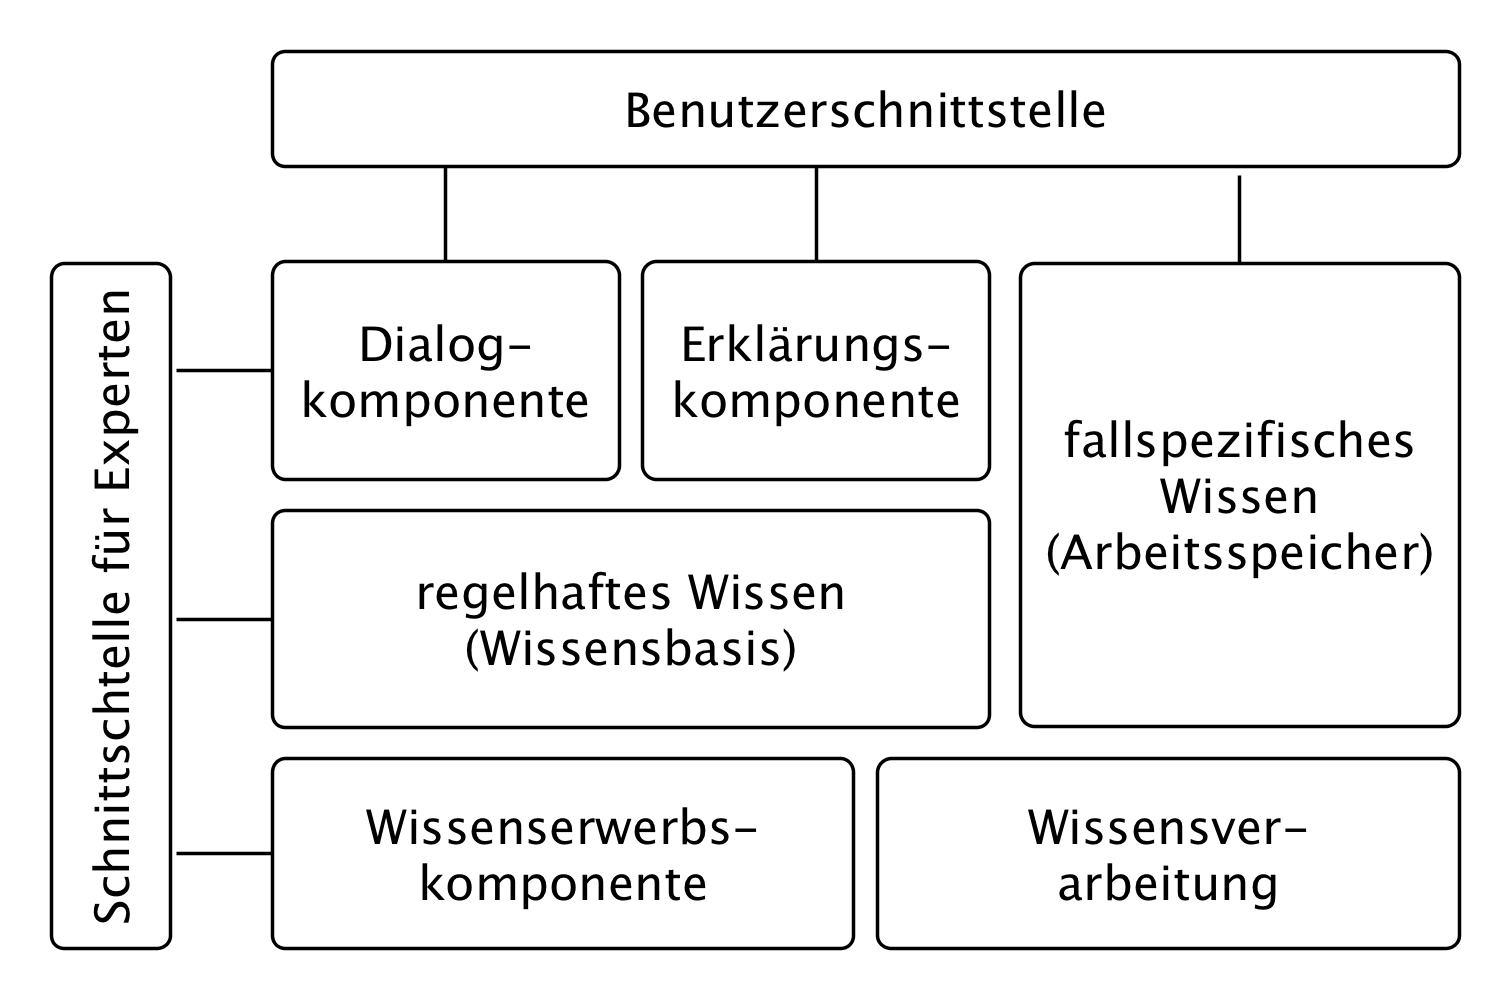 Benutzerschnittstelle
Schnittschtelle für Experten
Dialog-
komponente
Erklärungs-
komponente
fallspezifisches
Wissen
(Arbeitsspeicher)
regelhaftes Wissen
(Wissensbasis)
Wissenserwerbs-
komponente
Wissensver-
arbeitung